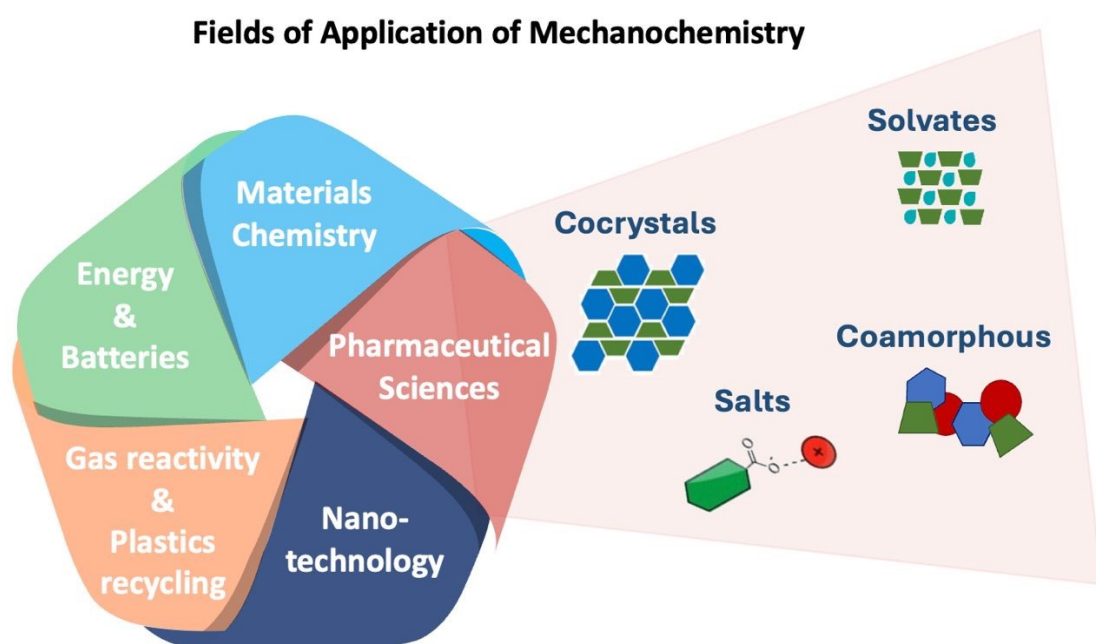 Fields of Application of Mechanochemistry
Materials
Chemistry
Energy
&
Batteries
Pharmaceutical
Sciences
Gas reactivity
&
Plastics
recycling
Nano-
technology
Solvates
Cocrystals
Coamorphous
Salts
O
O
-
+